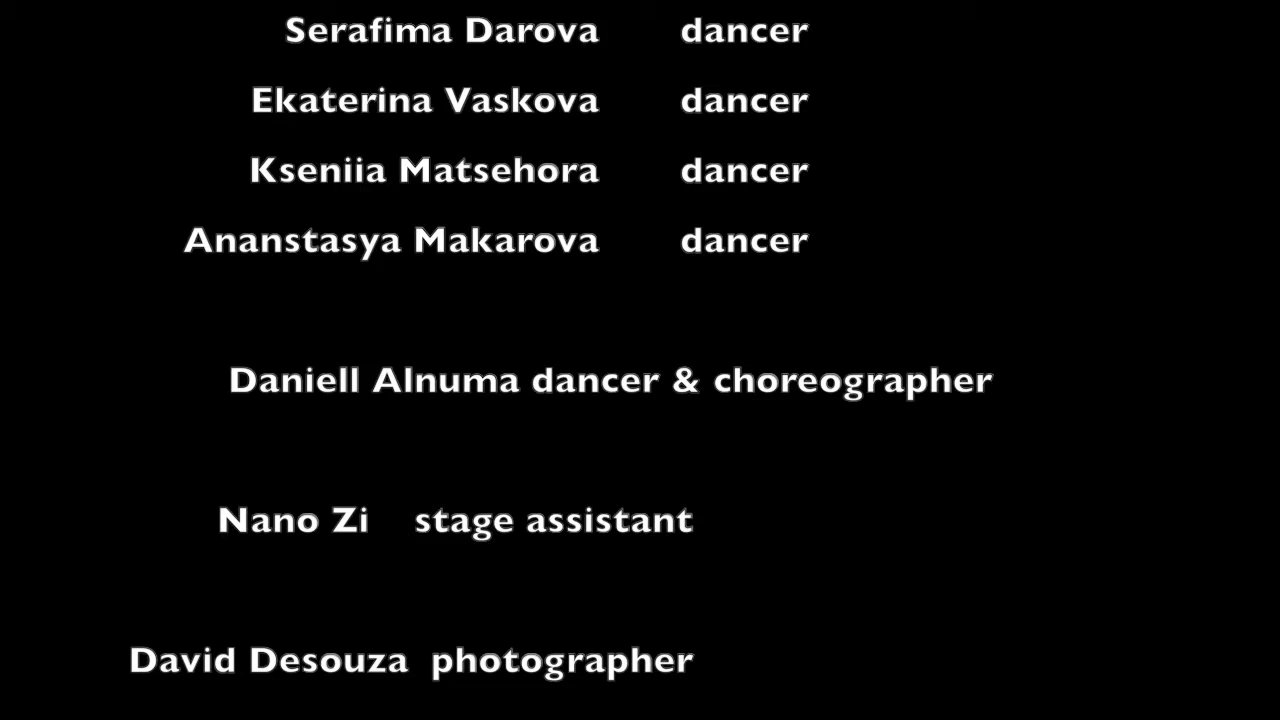 Serafima Darova dancer
Ekaterina Vaskova dancer
Kseniia Matsehora dancer
Ananstasya Makarova dancer
Daniell Alnuma dancer & choreographer
Nano Zi stage assistant
David Desouza photographer